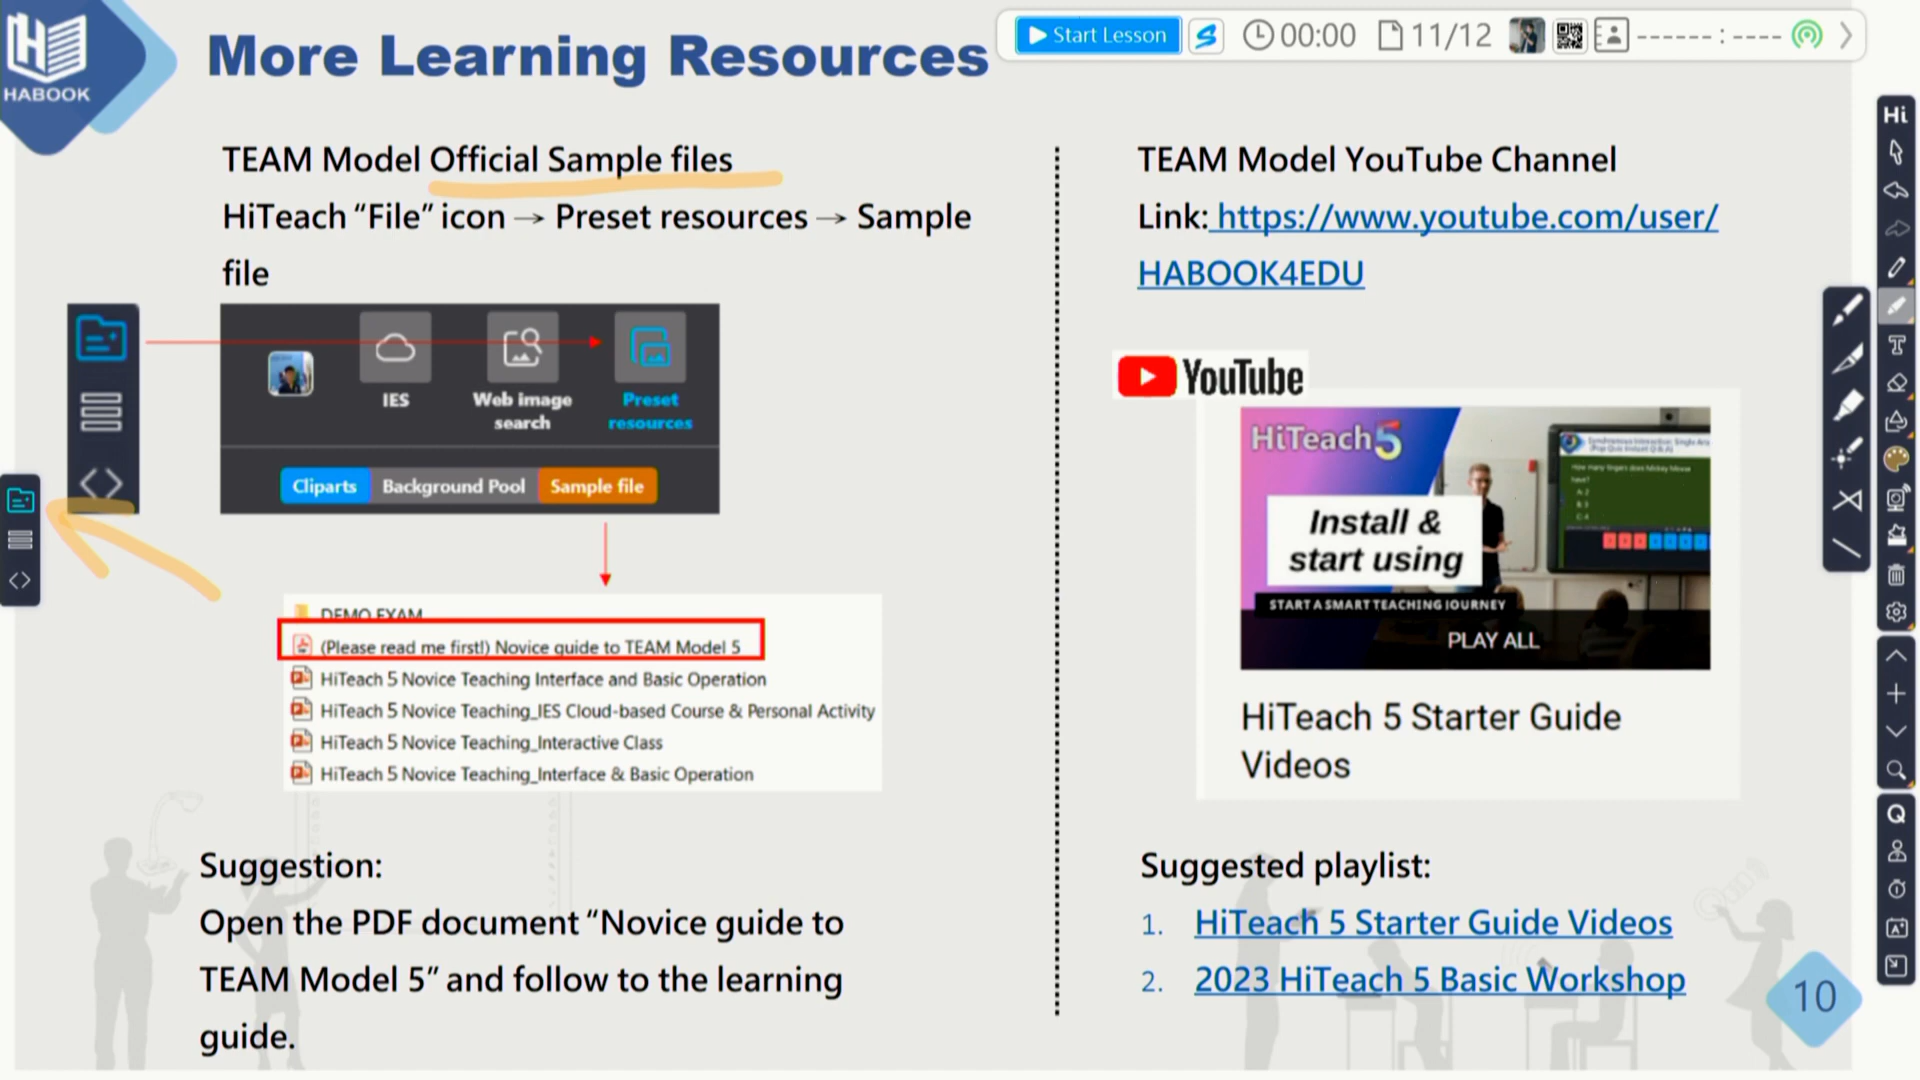 HABOOK
More Learning Resources
Start Lesson
00:00
11/12
------ : ----
Hi
TEAM Model Official Sample files
HiTeach “File” icon → Preset resources → Sample
file
IES
Web image
search
Preset
resources
Cliparts
Background Pool
Sample file
DEMO EXAM
(Please read me first!) Novice guide to TEAM Model 5
HiTeach 5 Novice Teaching Interface and Basic Operation
HiTeach 5 Novice Teaching_IES Cloud-based Course & Personal Activity
HiTeach 5 Novice Teaching_Interactive Class
HiTeach 5 Novice Teaching_Interface & Basic Operation
Suggestion:
Open the PDF document “Novice guide to
TEAM Model 5” and follow to the learning
guide.
TEAM Model YouTube Channel
Link: https://www.youtube.com/user/
HABOOK4EDU
YouTube
HiTeach 5
Install &
start using
START A SMART TEACHING JOURNEY
PLAY ALL
HiTeach 5 Starter Guide
Videos
Suggested playlist:
1. HiTeach 5 Starter Guide Videos
2. 2023 HiTeach 5 Basic Workshop
10